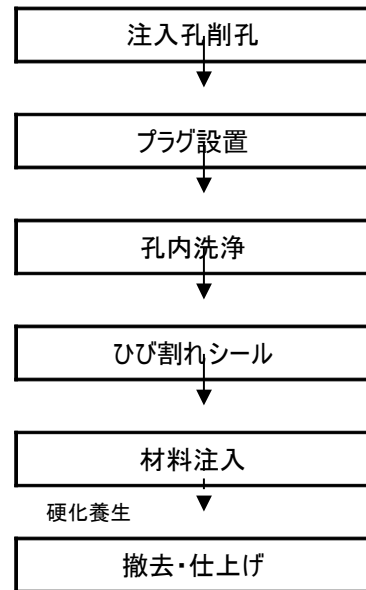 注入孔削孔
プラグ設置
孔内洗浄
ひび割れシール
材料注入
硬化養生
撤去・仕上げ